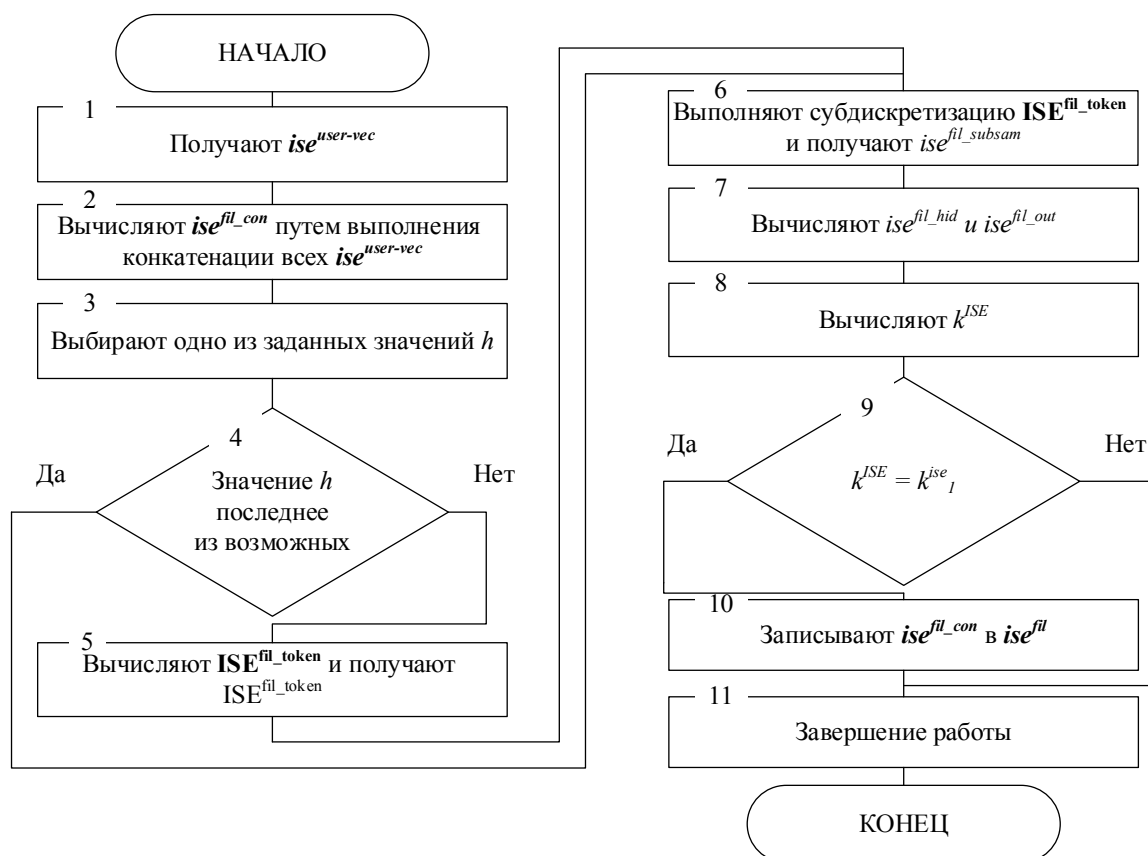 НАЧАЛО
1
Получают ise^user-vec
2
Вычисляют ise^fil_con путем выполнения
конкатенации всех ise^user-vec
3
Выбирают одно из заданных значений h
4
Да
Нет
Значение h
последнее
из возможных
5
Вычисляют ISE^fil_token и получают
ISE^fil_token
6
Выполняют субдискретизацию ISE^fil_token
и получают ise^fil_subsam
7
Вычисляют ise^fil_hid и ise^fil_out
8
Вычисляют k^ISE
9
Да
Нет
k^ISE = k^ise_1
10
Записывают ise^fil_con в ise^fil
11
Завершение работы
КОНЕЦ